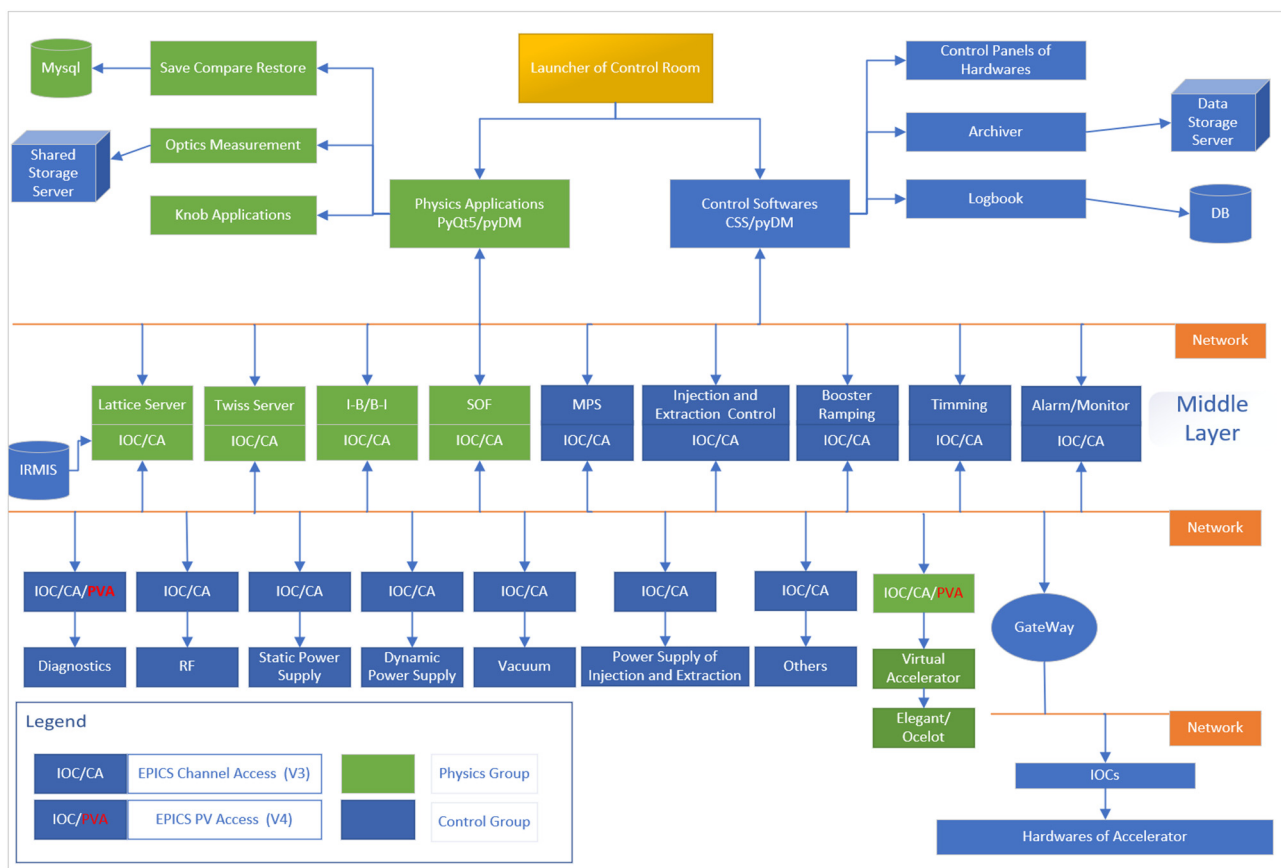 Mysql
Save Compare Restore
Launcher of Control Room
Control Panels of
Hardwares
Shared
Storage
Server
Optics Measurement
Archiver
Data
Storage
Server
Knob Applications
Physics Applications
PyQt5/pyDM
Control Softwares
CSS/pyDM
Logbook
DB
Network
Lattice Server
IOC/CA
Twiss Server
IOC/CA
I-B/B-I
IOC/CA
SOF
IOC/CA
MPS
IOC/CA
Injection and
Extraction Control
IOC/CA
Booster
Ramping
IOC/CA
Timming
IOC/CA
Alarm/Monitor
IOC/CA
Middle
Layer
IRMIS
Network
IOC/CA/PVA
IOC/CA
IOC/CA
IOC/CA
IOC/CA
IOC/CA
IOC/CA
IOC/CA/PVA
GateWay
Diagnostics
RF
Static Power
Supply
Dynamic
Power Supply
Vacuum
Power Supply of
Injection and Extraction
Others
Virtual
Accelerator
Elegant/
Ocelot
Network
IOCs
Hardwares of Accelerator
Legend
IOC/CA
EPICS Channel Access (V3)
Physics Group
IOC/PVA
EPICS PV Access (V4)
Control Group